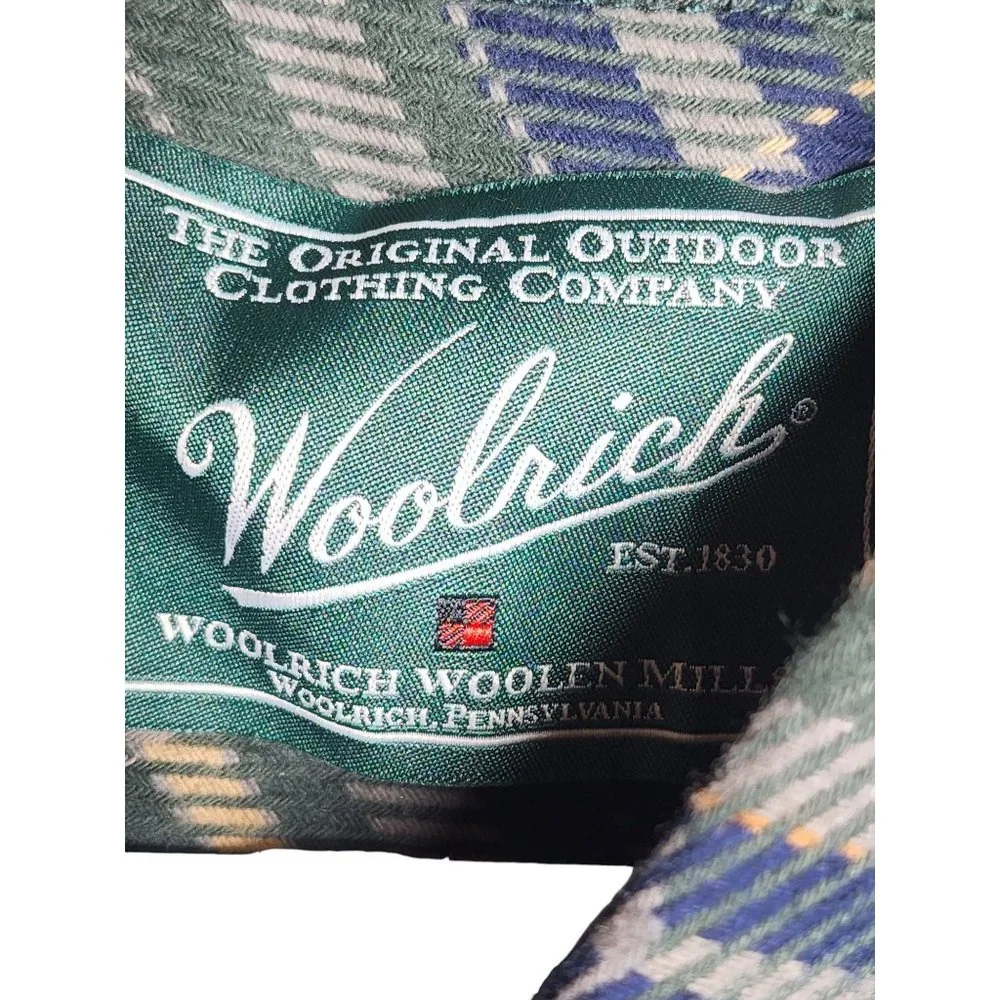 THE ORIGINAL OUTDOOR
CLOTHING COMPANY
Woolrich®
EST. 1830
WOOLRICH WOOLEN MILLS
WOOLRICH, PENNSYLVANIA